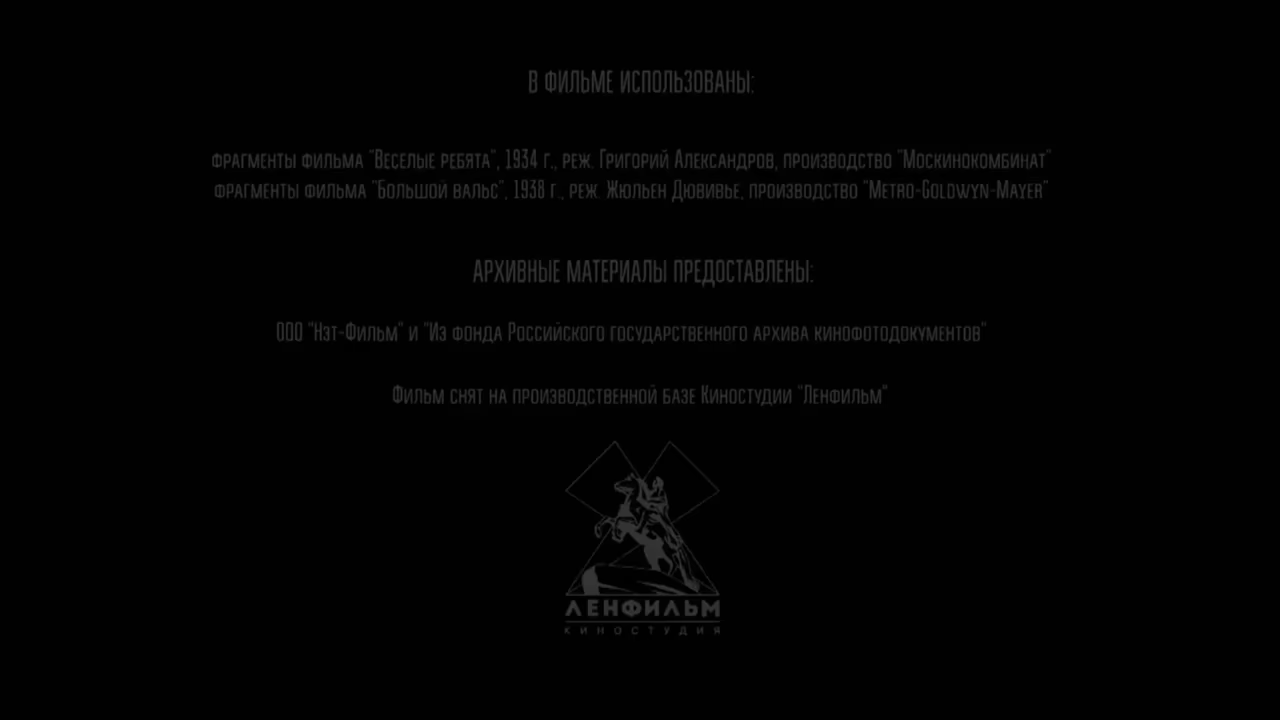 В ФИЛЬМЕ ИСПОЛЬЗОВАНЫ:
ФРАГМЕНТЫ ФИЛЬМА "ВЕСЕЛЫЕ РЕБЯТА", 1934 Г., РЕЖ. ГРИГОРИЙ АЛЕКСАНДРОВ, ПРОИЗВОДСТВО "МОСКИНОКОМБИНАТ"
ФРАГМЕНТЫ ФИЛЬМА "БОЛЬШОЙ ВАЛЬС", 1938 Г., РЕЖ. ЖЮЛЬЕН ДЮВИВЬЕ, ПРОИЗВОДСТВО "METRO-GOLDWYN-MAYER"
АРХИВНЫЕ МАТЕРИАЛЫ ПРЕДОСТАВЛЕНЫ:
ООО "НЭТ-ФИЛЬМ" И "ИЗ ФОНДА РОССИЙСКОГО ГОСУДАРСТВЕННОГО АРХИВА КИНОФОТОДОКУМЕНТОВ"
ФИЛЬМ СНЯТ НА ПРОИЗВОДСТВЕННОЙ БАЗЕ КИНОСТУДИИ "ЛЕНФИЛЬМ"
ЛЕНФИЛЬМ
КИНОСТУДИЯ